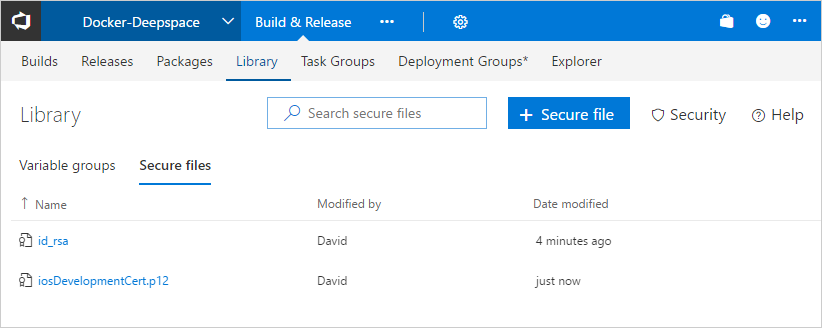 Docker-Deepspace Build & Release
Builds Releases Packages Library Task Groups Deployment Groups* Explorer
Library Search secure files + Secure file Security Help
Variable groups Secure files
↑ Name Modified by Date modified
id_rsa David 4 minutes ago
iosDevelopmentCert.p12 David just now